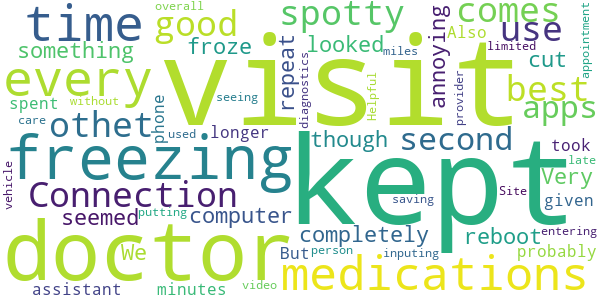 overall
time good spotty comes use
something froze looked annoying Also limited appointment
every visit repeat cut
miles
seeing diagnostics Helpful provider best
spent without phone apps
othet used longer though second took
care
freezing kept late
vehicle Connection saving Site Very given
seemed putting computer completely reboot entering
doctor We But person inputing probably
assistant minutes video medications